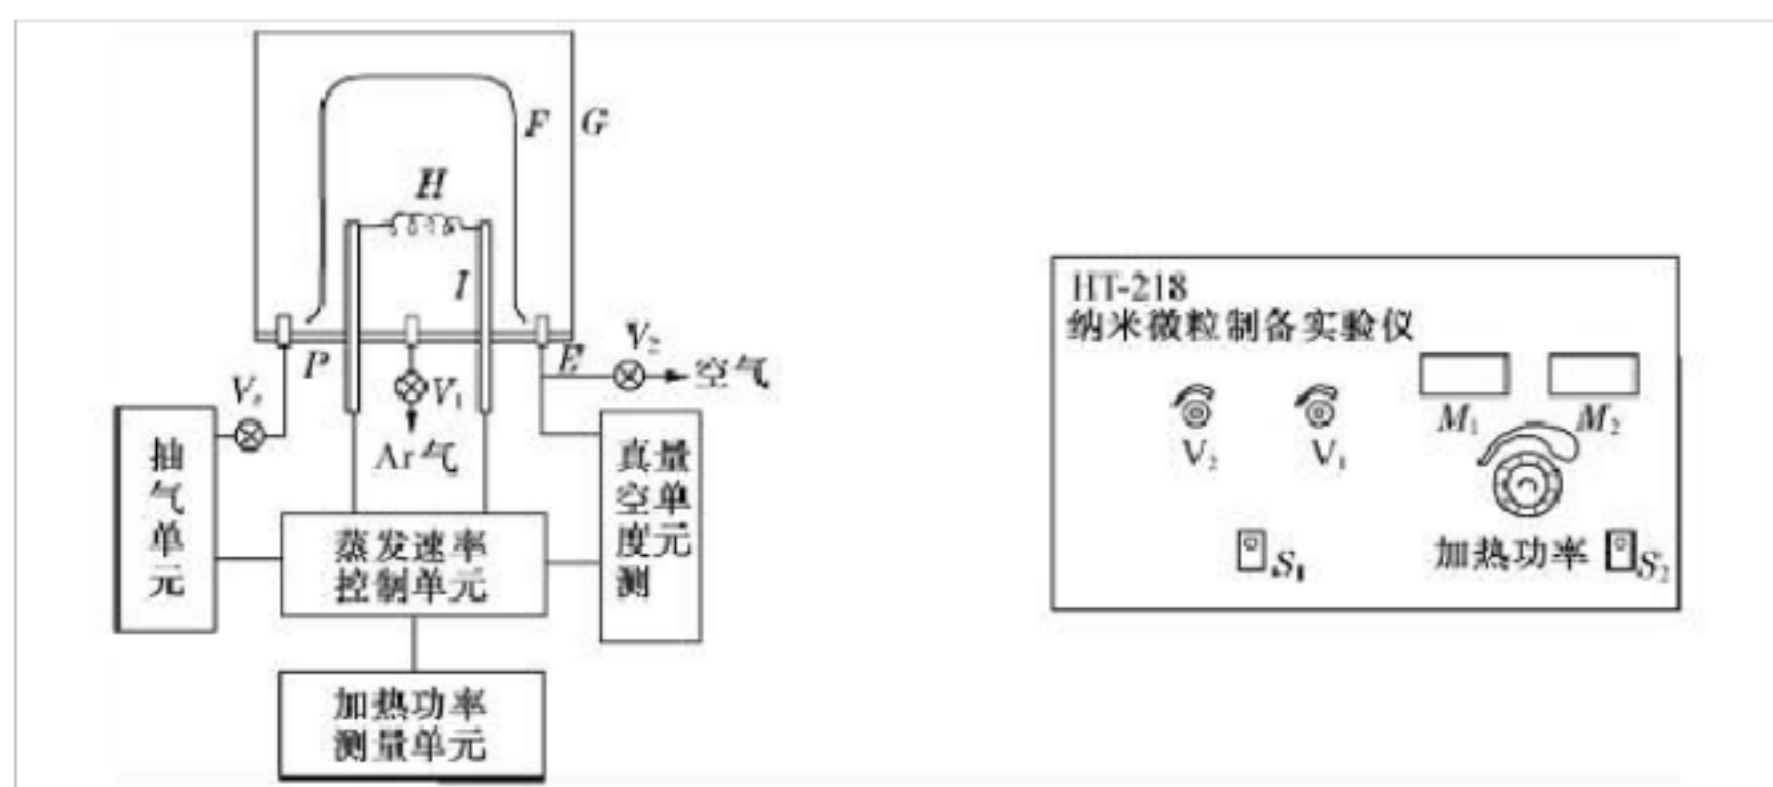 F
G
H
I
P
E
V₂
空气
Vₐ
V₁
Ar气
抽气单元
真空度测量单元
蒸发速率
控制单元
加热功率
测量单元
HT-218
纳米微粒制备实验仪
M₁
M₂
V₂
V₁
加热功率
S₁
S₂